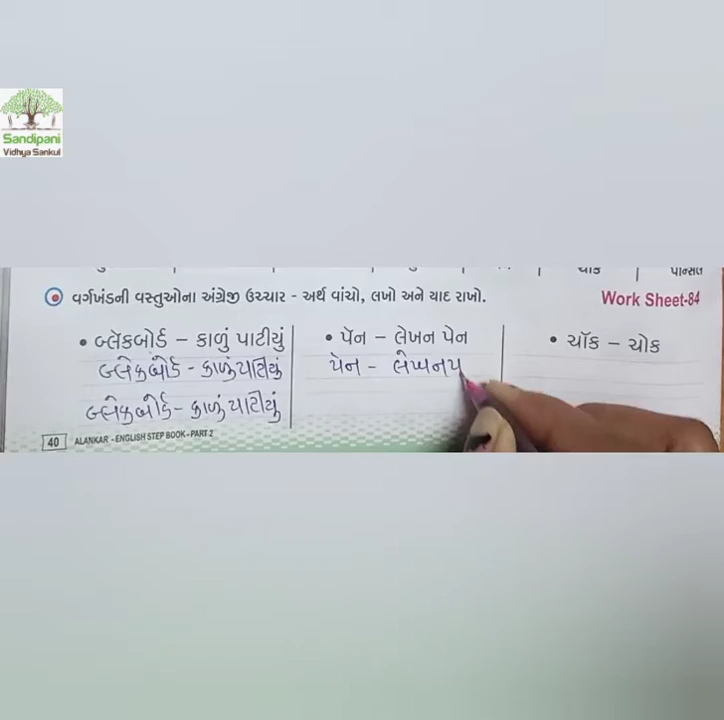 Sandipani
Vidhya Sankul
ચોક
પેન્સિલ
વર્ગખંડની વસ્તુઓના અંગ્રેજી ઉચ્ચાર - અર્થ વાંચો, લખો અને યાદ રાખો.
Work Sheet-84
• બ્લૅકબોર્ડ – કાળું પાટીયું
બ્લેકબોર્ડ - કાળું પાટીયું
બ્લેકબોર્ડ - કાળું પાટીયું
• પૅન – લેખન પેન
પેન - લેખન પ
• ચૉક – ચોક
40 ALANKAR - ENGLISH STEP BOOK - PART 2